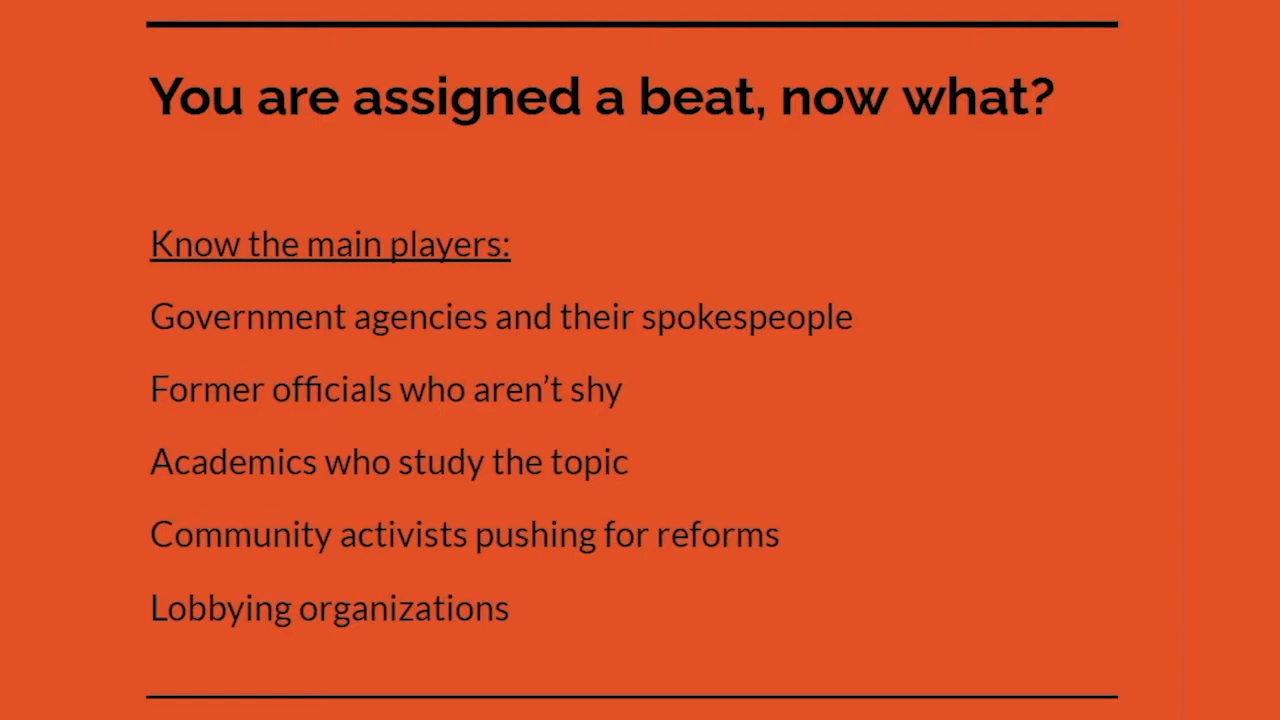 You are assigned a beat, now what?
Know the main players:
Government agencies and their spokespeople
Former officials who aren’t shy
Academics who study the topic
Community activists pushing for reforms
Lobbying organizations